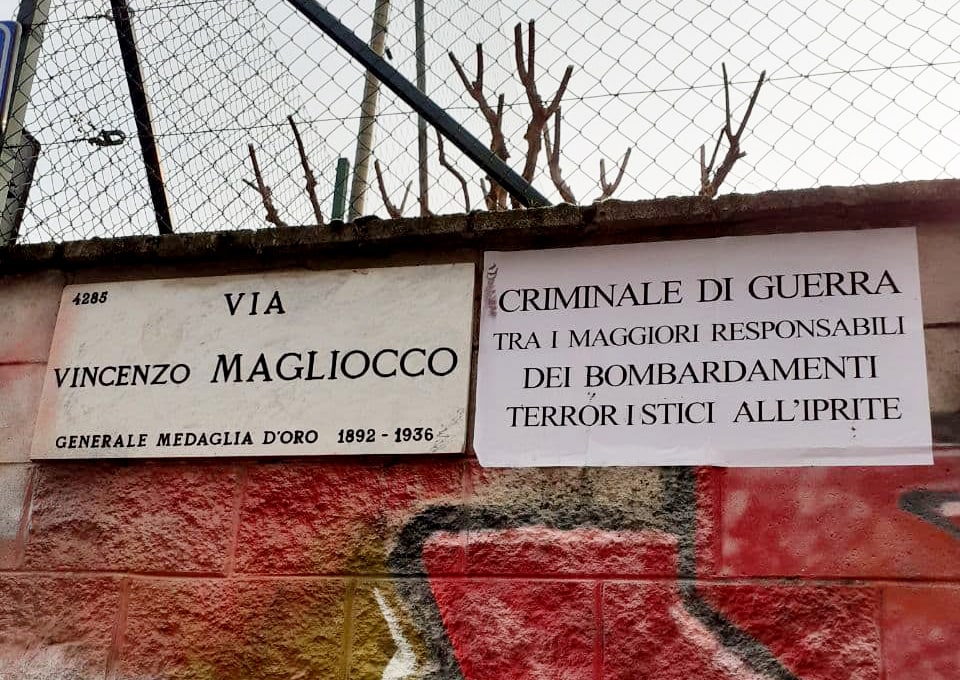 4285
VIA
VINCENZO MAGLIOCCO
GENERALE MEDAGLIA D'ORO 1892 - 1936
CRIMINALE DI GUERRA
TRA I MAGGIORI RESPONSABILI
DEI BOMBARDAMENTI
TERRORISTICI ALL'IPRITE